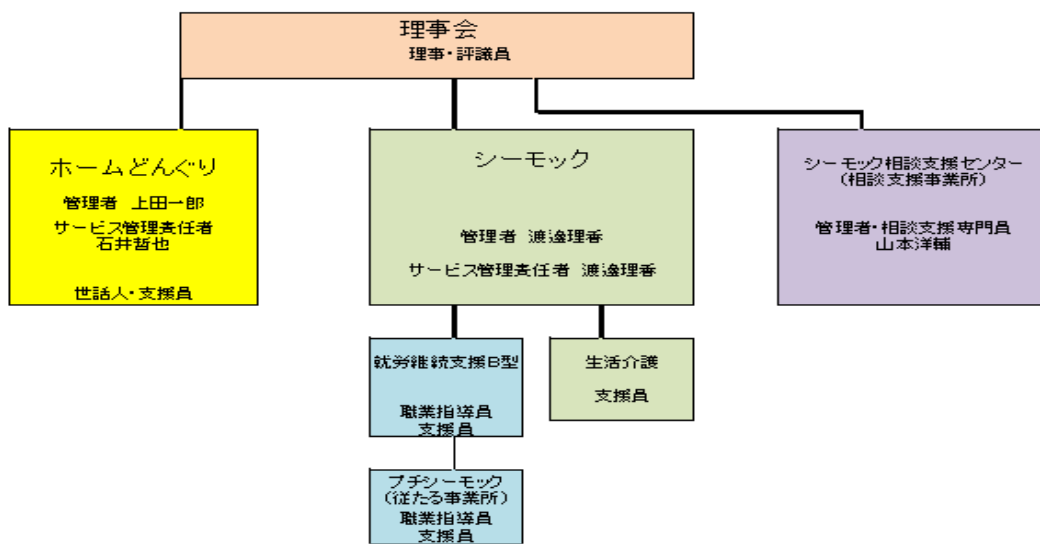 理事会
理事・評議員
ホームどんぐり
管理者 上田一郎
サービス管理責任者
石井哲也
世話人・支援員
シーモック
管理者 渡邉理香
サービス管理責任者 渡邉理香
シーモック相談支援センター
(相談支援事業所)
管理者・相談支援専門員
山本洋輔
就労継続支援B型
職業指導員
支援員
生活介護
支援員
プチシーモック
(従たる事業所)
職業指導員
支援員